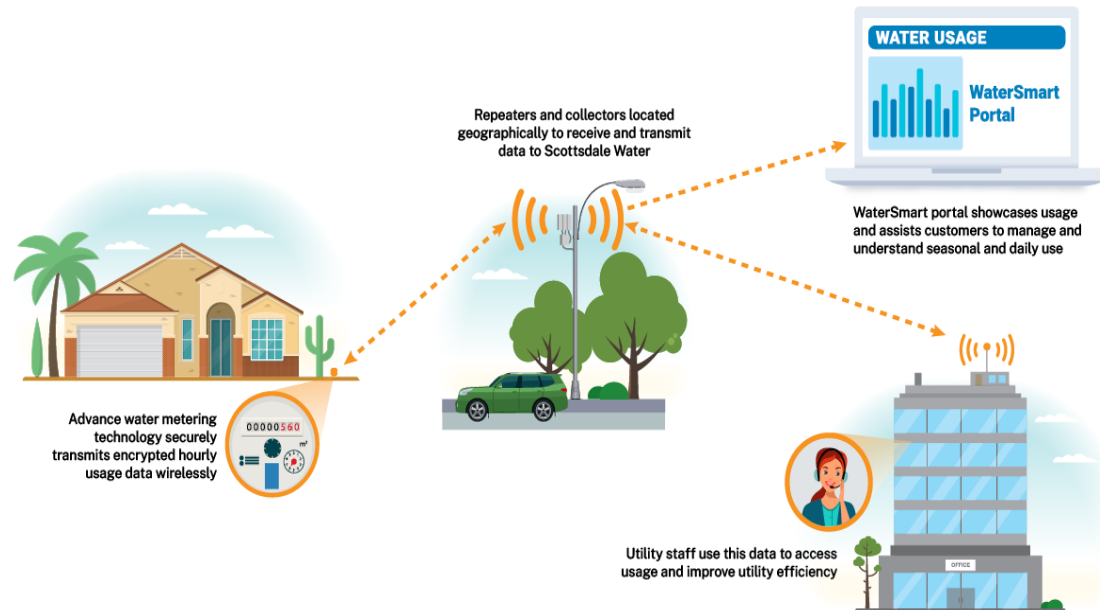 WATER USAGE
WaterSmart
Portal
Repeaters and collectors located
geographically to receive and transmit
data to Scottsdale Water
WaterSmart portal showcases usage
and assists customers to manage and
understand seasonal and daily use
Advance water metering
technology securely
transmits encrypted hourly
usage data wirelessly
00000560
m³
Utility staff use this data to access
usage and improve utility efficiency
OFFICE